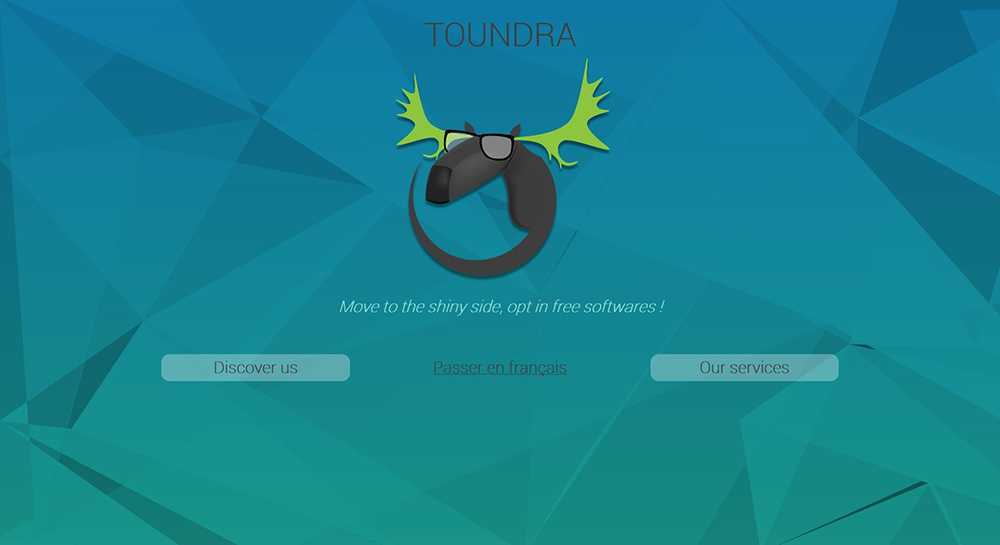 TOUNDRA
Move to the shiny side, opt in free softwares !
Discover us
Passer en français
Our services